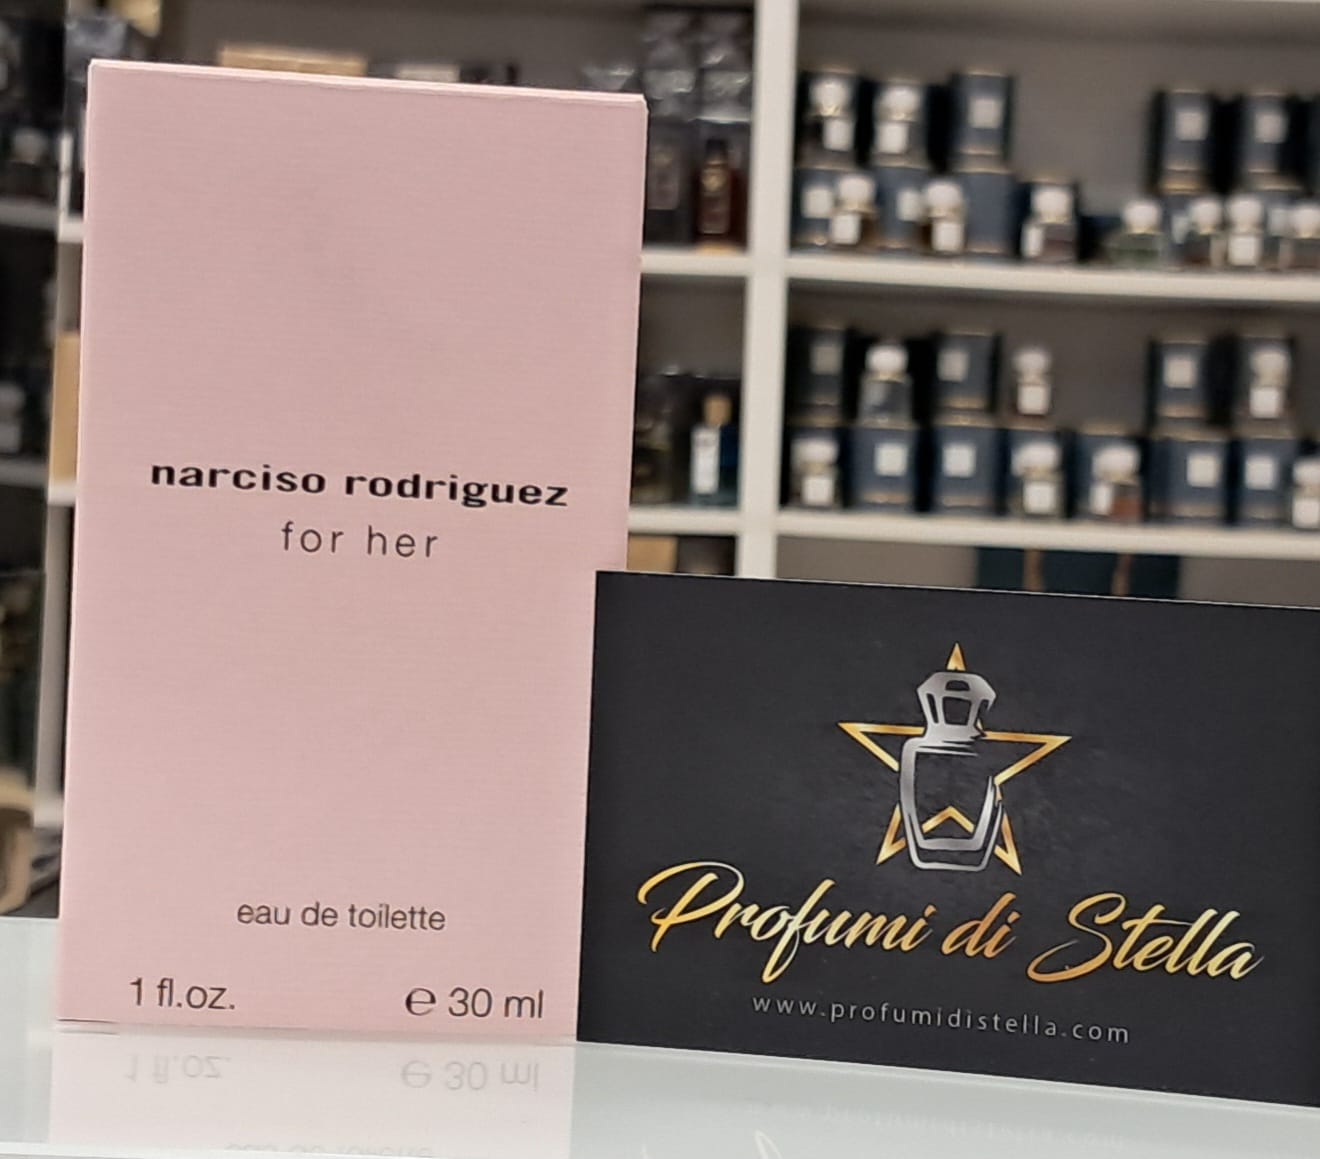 narciso rodriguez
for her
eau de toilette
1 fl.oz. ℮ 30 ml
Profumi di Stella
www.profumidistella.com